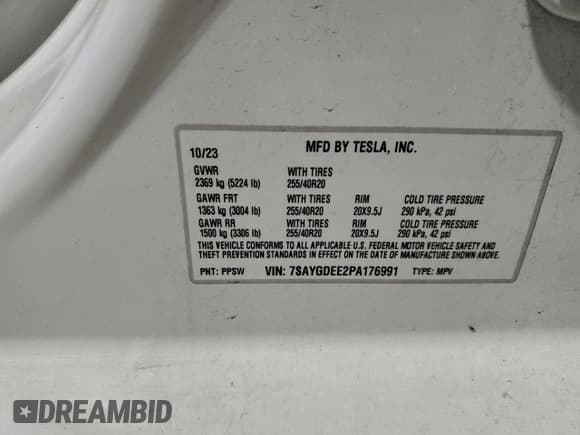 10/23 MFD BY TESLA, INC.
GVWR WITH TIRES
2369 kg (5224 lb) 255/40R20
GAWR FRT WITH TIRES RIM COLD TIRE PRESSURE
1363 kg (3004 lb) 255/40R20 20X9.5J 290 kPa, 42 psi
GAWR RR WITH TIRES RIM COLD TIRE PRESSURE
1500 kg (3306 lb) 255/40R20 20X9.5J 290 kPa, 42 psi
THIS VEHICLE CONFORMS TO ALL APPLICABLE U.S. FEDERAL MOTOR VEHICLE SAFETY AND
THEFT PREVENTION STANDARDS IN EFFECT ON THE DATE OF MANUFACTURE SHOWN ABOVE.
PNT: PPSW VIN: 7SAYGDEE2PA176991 TYPE: MPV
DREAMBID